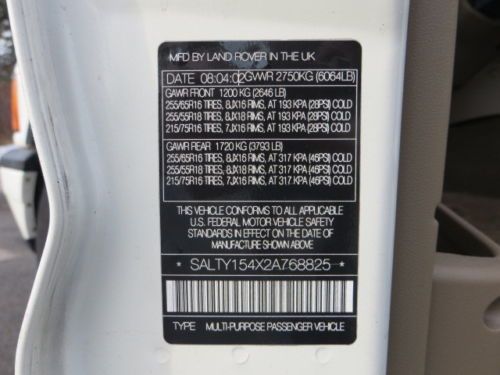 MFD BY LAND ROVER IN THE UK
DATE 08:04:02 GVWR 2750KG (6064LB)
GAWR FRONT 1200 KG (2646 LB)
255/65R16 TIRES, 8JX16 RIMS, AT 193 KPA (28PSI) COLD
255/55R18 TIRES, 8JX18 RIMS, AT 193 KPA (28PSI) COLD
215/75R16 TIRES, 7JX16 RIMS, AT 193 KPA (28PSI) COLD
GAWR REAR 1720 KG (3793 LB)
255/65R16 TIRES, 8JX16 RIMS, AT 317 KPA (46PSI) COLD
255/55R18 TIRES, 8JX18 RIMS, AT 317 KPA (46PSI) COLD
215/75R16 TIRES, 7JX16 RIMS, AT 317 KPA (46PSI) COLD
THIS VEHICLE CONFORMS TO ALL APPLICABLE
U.S. FEDERAL MOTOR VEHICLE SAFETY
STANDARDS IN EFFECT ON THE DATE OF
MANUFACTURE SHOWN ABOVE
*SALTY154X2A768825*
TYPE MULTI-PURPOSE PASSENGER VEHICLE